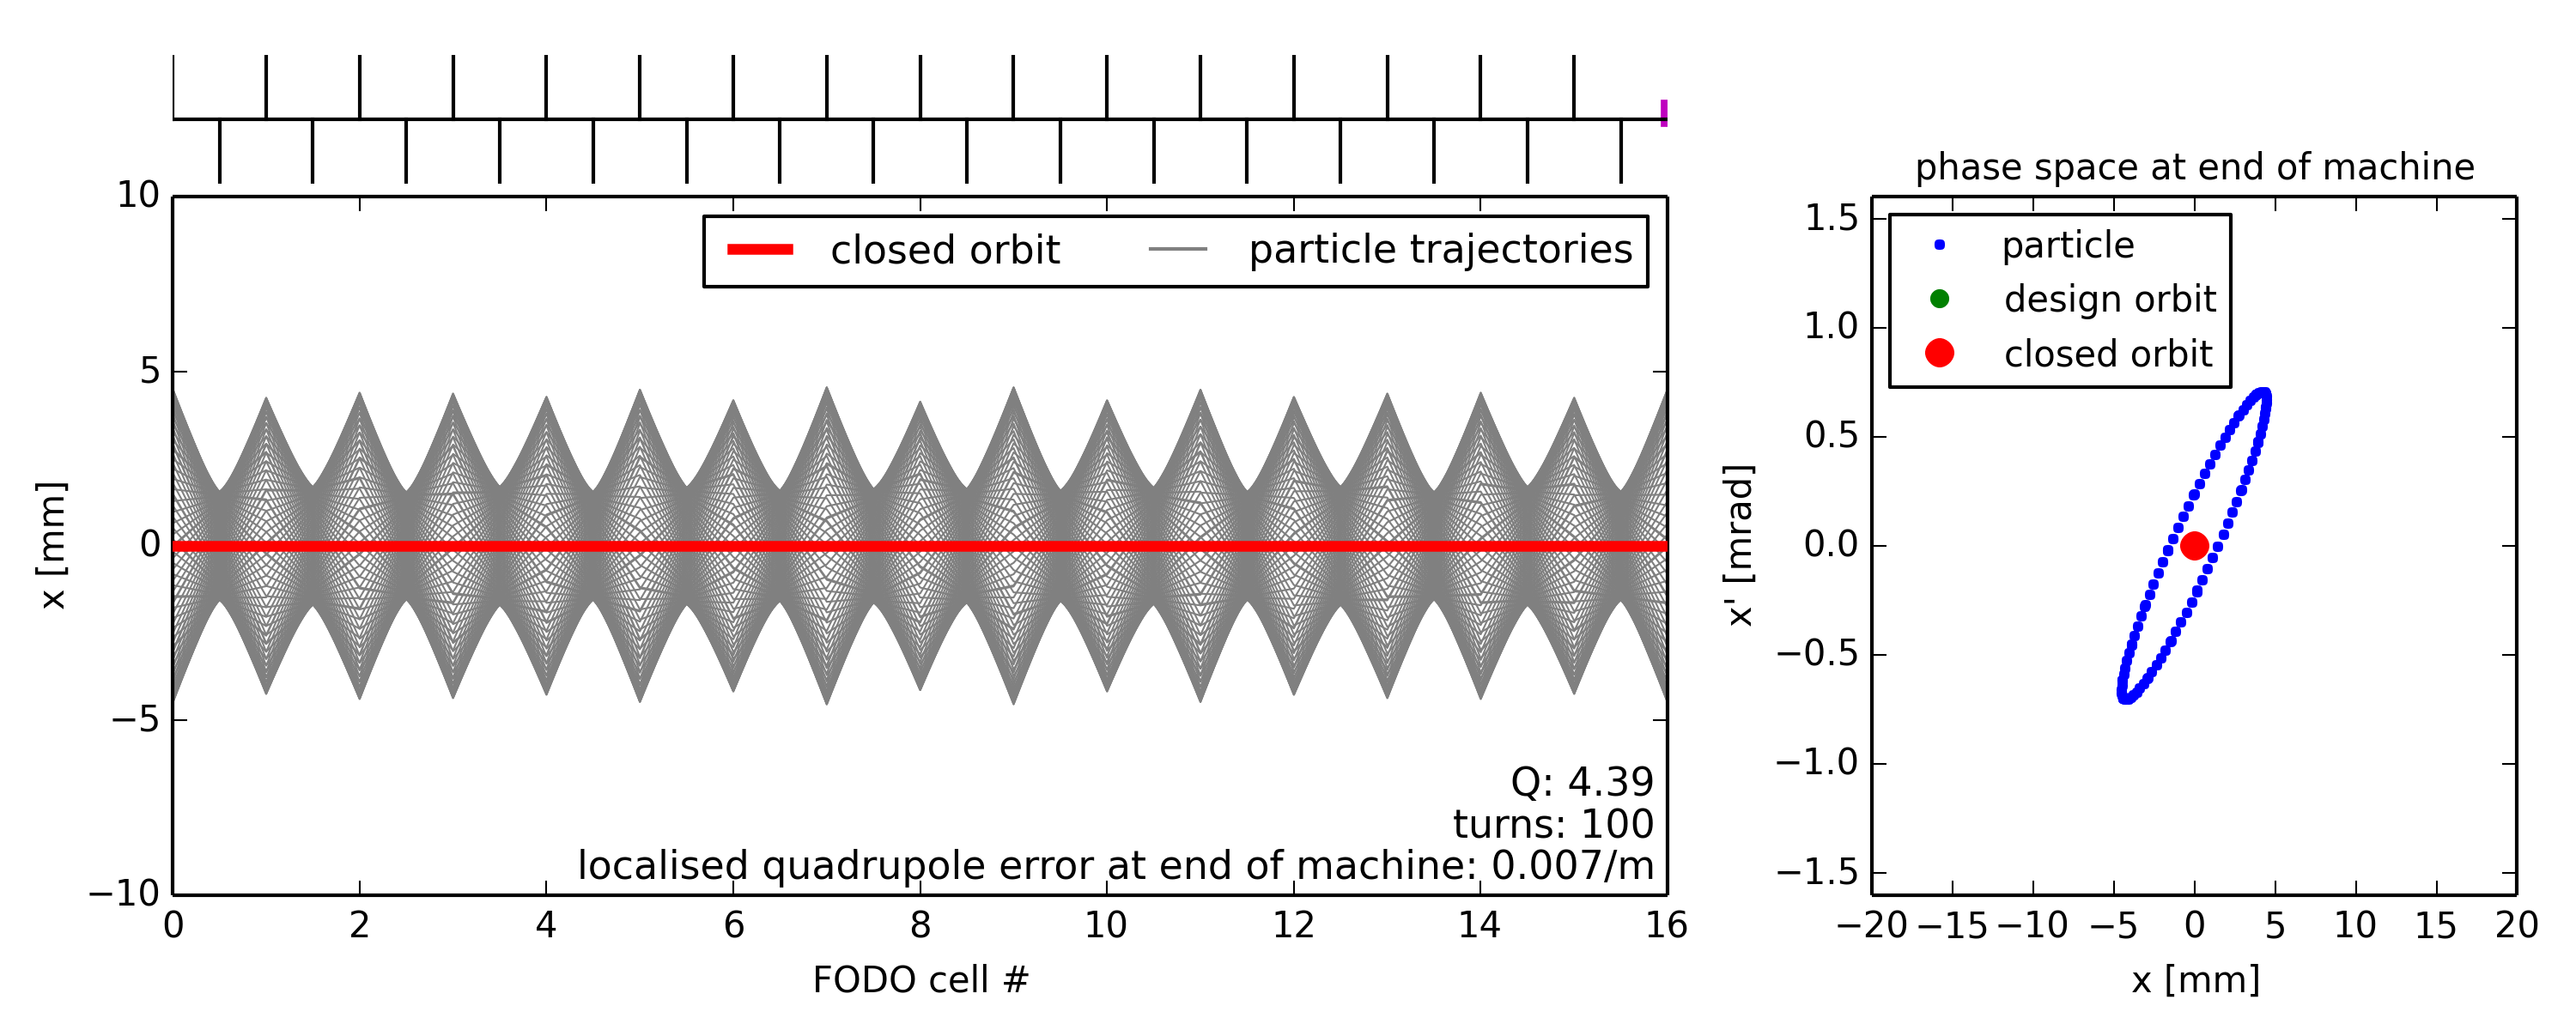 10
5
0
−5
−10
closed orbit
particle trajectories
x [mm]
Q: 4.39
turns: 100
localised quadrupole error at end of machine: 0.007/m
0 2 4 6 8 10 12 14 16
FODO cell #
phase space at end of machine
particle
design orbit
closed orbit
1.5
1.0
0.5
0.0
−0.5
−1.0
−1.5
x' [mrad]
−20 −15 −10 −5 0 5 10 15 20
x [mm]